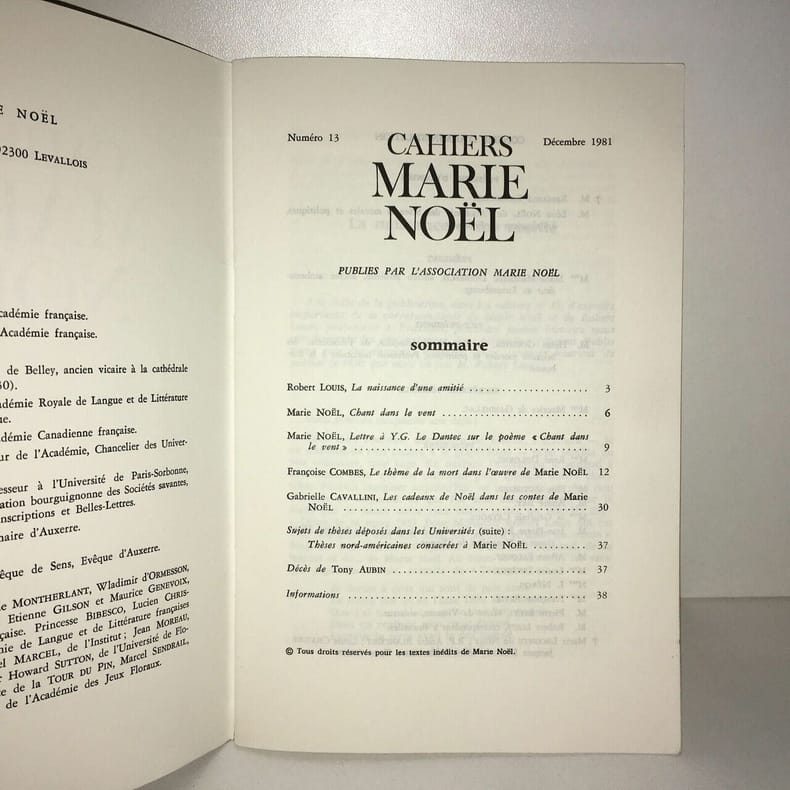 E NOËL
92300 LEVALLOIS
cadémie française.
Académie française.
de Belley, ancien vicaire à la cathédrale
60).
adémie Royale de Langue et de Littérature
ue.
démie Canadienne française.
ur de l'Académie, Chancelier des Univer-
esseur à l'Université de Paris-Sorbonne,
ation bourguignonne des Sociétés savantes,
nscriptions et Belles-Lettres.
naire d'Auxerre.
êque de Sens, Evêque d'Auxerre.
e MONTHERLANT, Wladimir d'ORMESSON,
Etienne GILSON et Maurice GENEVOIX,
çaise. Princesse BIBESCO, Lucien CHRIS-
mie de Langue et de Littérature françaises
el MARCEL, de l'Institut ; Jean MOREAU,
r Howard SUTTON, de l'Université de Flo-
e de la TOUR DU PIN, Marcel SENDRAIL,
de l'Académie des Jeux Floraux.
Numéro 13
Décembre 1981
CAHIERS
MARIE
NOËL
PUBLIES PAR L'ASSOCIATION MARIE NOËL
sommaire
Robert LOUIS, La naissance d'une amitié ..................... 3
Marie NOËL, Chant dans le vent .......................... 6
Marie NOËL, Lettre à Y.G. Le Dantec sur le poème « Chant dans
le vent » ........................................... 9
Françoise COMBES, Le thème de la mort dans l'œuvre de Marie NOËL 12
Gabrielle CAVALLINI, Les cadeaux de Noël dans les contes de Marie
NOËL ........................................... 30
Sujets de thèses déposés dans les Universités (suite) :
Thèses nord-américaines consacrées à Marie NOËL .......... 37
Décès de Tony AUBIN ................................... 37
Informations ........................................... 38
© Tous droits réservés pour les textes inédits de Marie Noël.